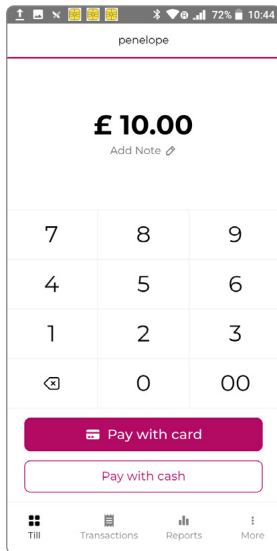 72% 10:44
penelope
£ 10.00
Add Note
7 8 9
4 5 6
1 2 3
0 00
Pay with card
Pay with cash
Till Transactions Reports More